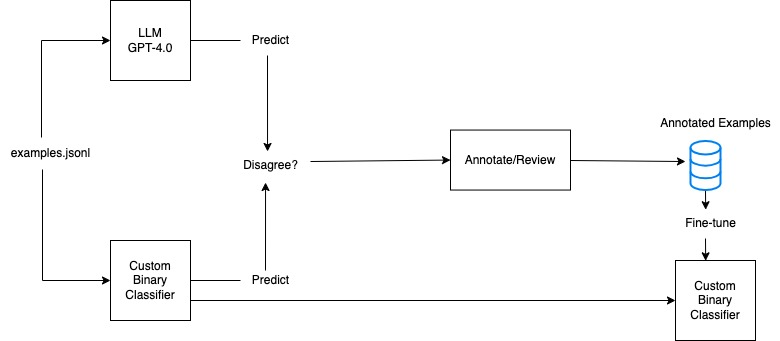 LLM
GPT-4.0
Predict
Annotated Examples
examples.jsonl
Disagree?
Annotate/Review
Fine-tune
Custom
Binary
Classifier
Predict
Custom
Binary
Classifier